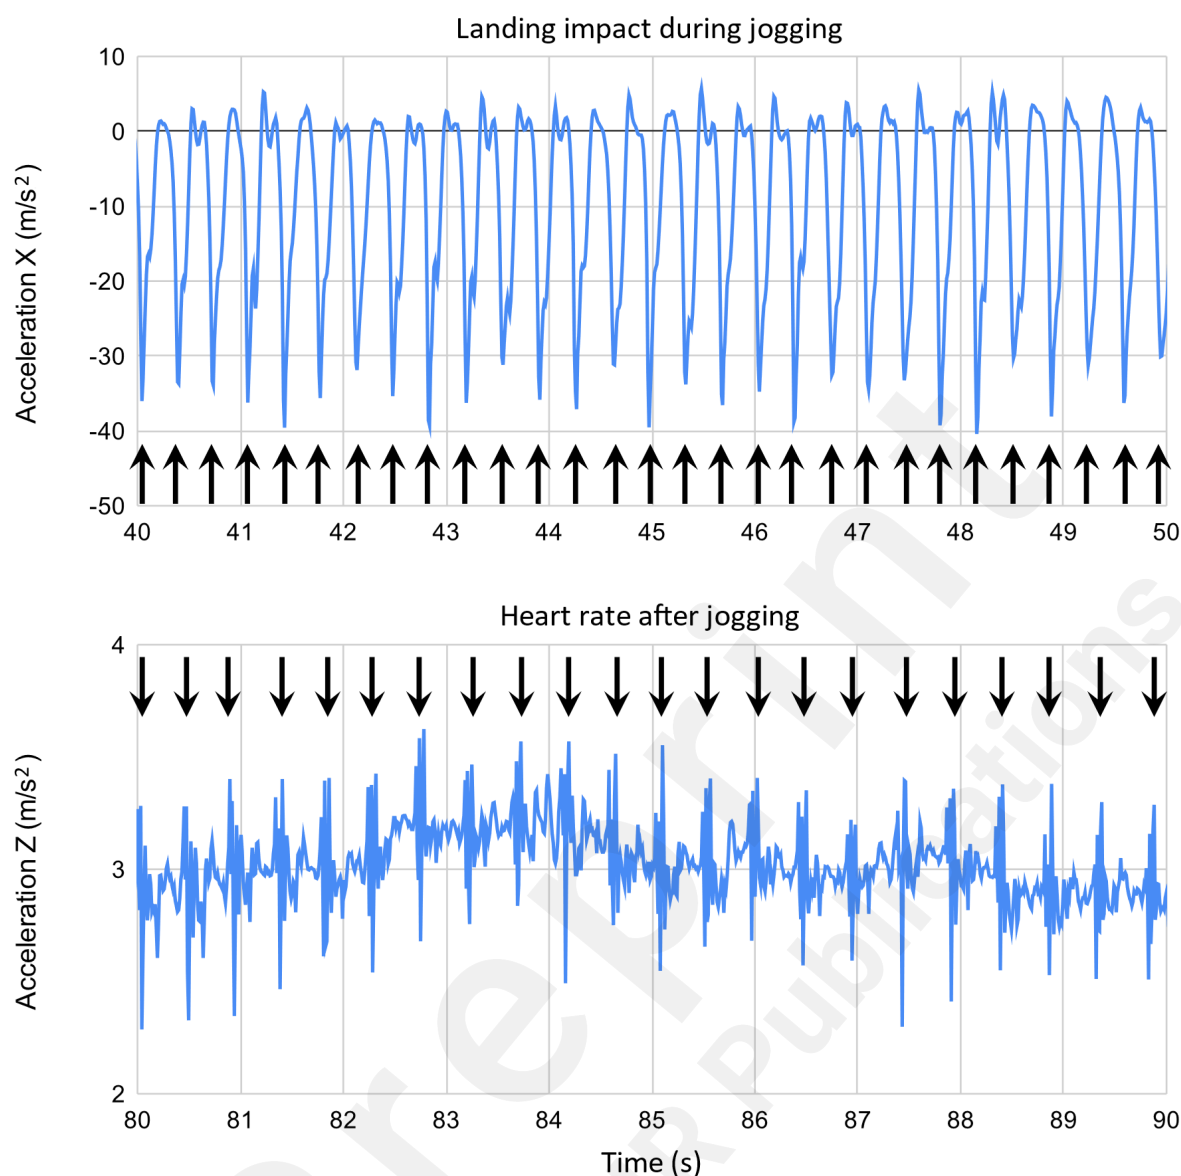 Landing impact during jogging
10
0
-10
-20
-30
-40
-50
Acceleration X (m/s²)
40 41 42 43 44 45 46 47 48 49 50
Heart rate after jogging
4
3
2
Acceleration Z (m/s²)
80 81 82 83 84 85 86 87 88 89 90
Time (s)
Preprint
R Publications